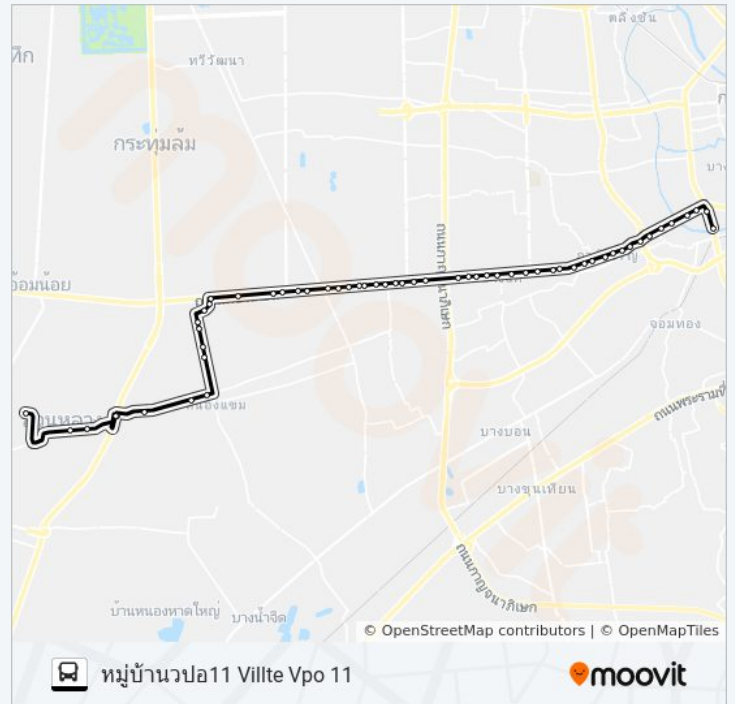 ตลิ่งชัน
ทวีวัฒนา
กระทุ่มล้ม
บาง
อ้อมน้อย
ถนนกาญจนาภิเษก
จอมทอง
หนองแขม
ถนนพระรามที่
บางบอน
บางขุนเทียน
ถนนกาญจนาภิเษก
บ้านหนองหาดใหญ่
บางน้ำจืด
© OpenStreetMap contributors | © OpenMapTiles
หมู่บ้านวปอ11 Villte Vpo 11
moovit